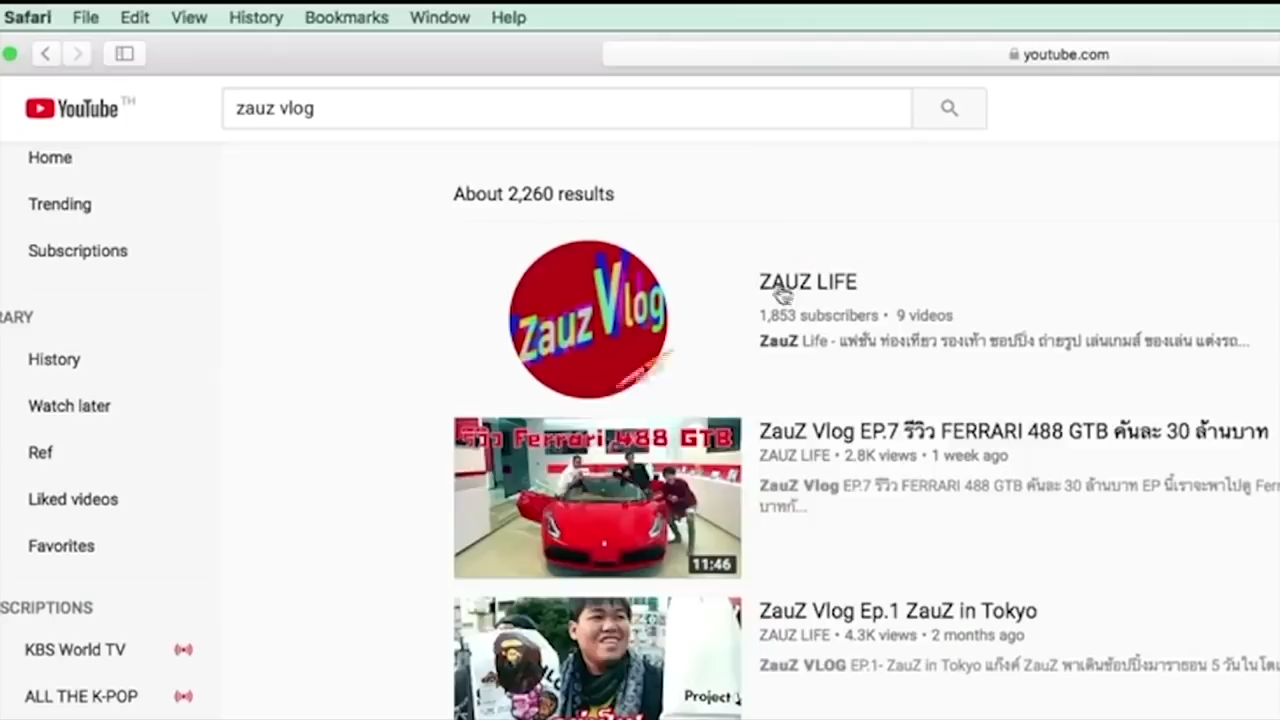 Safari File Edit View History Bookmarks Window Help
youtube.com
YouTube TH
zauz vlog
Home
Trending
Subscriptions
RARY
History
Watch later
Ref
Liked videos
Favorites
SCRIPTIONS
KBS World TV
ALL THE K-POP
About 2,260 results
Zauz Vlog
ZAUZ LIFE
1,853 subscribers • 9 videos
ZauZ Life - แฟชั่น ท่องเที่ยว รองเท้า ชอปปิ้ง ถ่ายรูป เล่นเกมส์ ของเล่น แต่งรถ...
รีวิว Ferrari 488 GTB
11:46
ZauZ Vlog EP.7 รีวิว FERRARI 488 GTB คันละ 30 ล้านบาท
ZAUZ LIFE • 2.8K views • 1 week ago
ZauZ Vlog EP.7 รีวิว FERRARI 488 GTB คันละ 30 ล้านบาท EP นี้เราจะพาไปดู Ferr
บาทกั...
Project
ZauZ Vlog Ep.1 ZauZ in Tokyo
ZAUZ LIFE • 4.3K views • 2 months ago
ZauZ VLOG EP.1- ZauZ in Tokyo แก๊งค์ ZauZ พาเดินช้อปปิ้งมาราธอน 5 วัน ใน โต